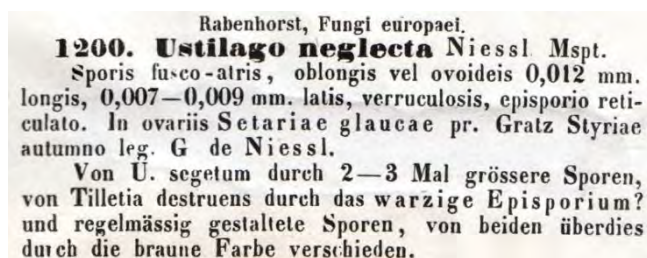 Rabenhorst, Fungi europaei.
1200. Ustilago neglecta Niessl Mspt.
Sporis fusco-atris, oblongis vel ovoideis 0,012 mm.
longis, 0,007—0,009 mm. latis, verruculosis, episporio reti-
culato. In ovariis Setariae glaucae pr. Gratz Styriae
autumno leg. G de Niessl.
Von U. segetum durch 2—3 Mal grössere Sporen,
von Tilletia destruens durch das warzige Episporium?
und regelmässig gestaltete Sporen, von beiden überdies
durch die braune Farbe verschieden.